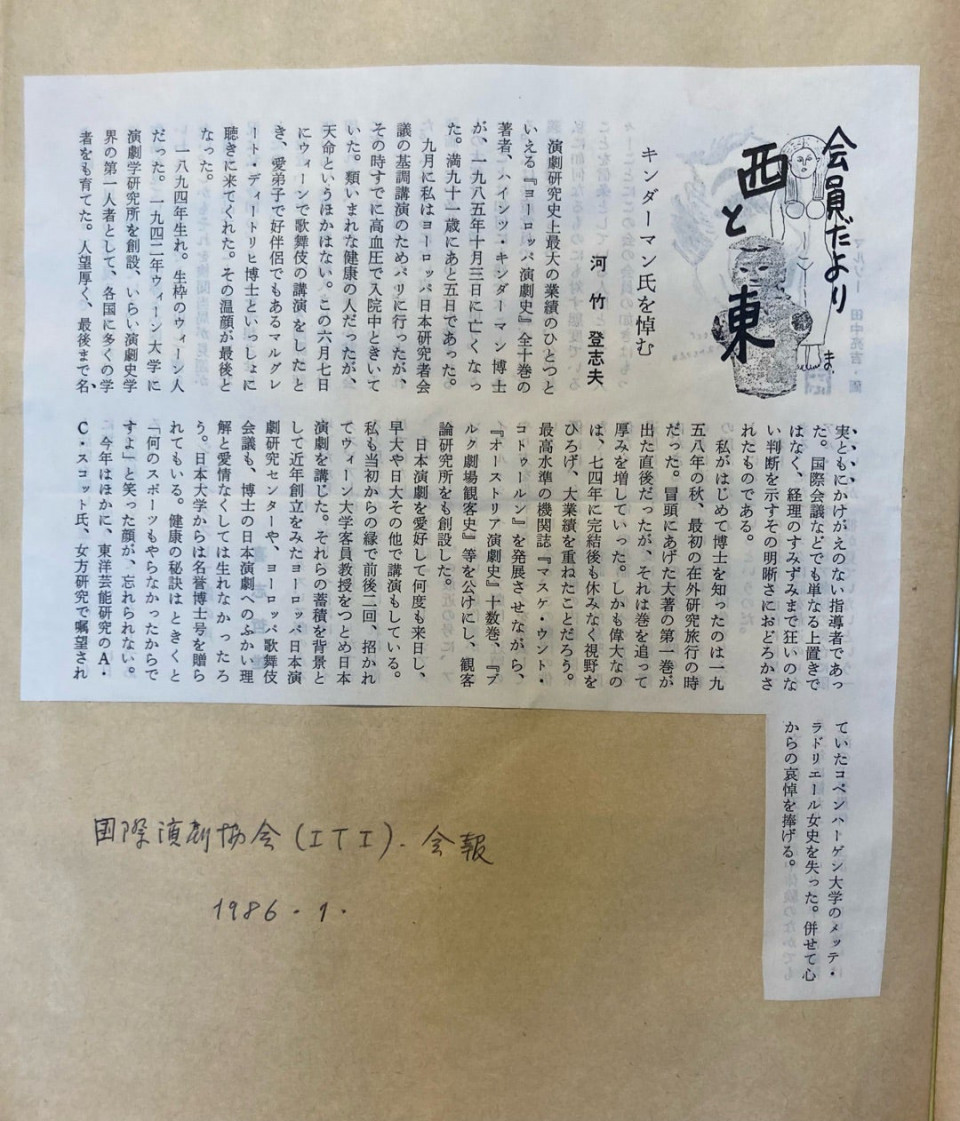 会員だより
西と東
ま.
キンダーマン氏を悼む
河竹登志夫
演劇研究史上最大の業績のひとつと
いえる『ヨーロッパ演劇史』全十巻の
著者、ハインツ・キンダーマン博士
が、一九八五年十月三日に亡くなっ
た。満九十一歳にあと五日であった。
九月に私はヨーロッパ日本研究者会
議の基調講演のためパリに行ったが、
その時すでに高血圧で入院中ときいて
いた。類いまれな健康の人だったが、
天命というほかはない。この六月七日
にウィーンで歌舞伎の講演をしたと
き、愛弟子で好伴侶でもあるマルグレ
ート・ディートリヒ博士といっしょに
聴きに来てくれた。その温顔が最後と
なった。
一八九四年生れ。生粋のウィーン人
だった。一九四二年ウィーン大学に
演劇学研究所を創設、いらい演劇史学
界の第一人者として、各国に多くの学
者をも育てた。人望厚く、最後まで名
実ともにかけがえのない指導者であっ
た。国際会議などでも単なる上置きで
はなく、経理のすみずみまで狂いのな
い判断を示すその明晰さにおどろかさ
れたものである。
私がはじめて博士を知ったのは一九
五八年の秋、最初の在外研究旅行の時
だった。冒頭にあげた大著の第一巻が
出た直後だったが、それは巻を追って
厚みを増していった。しかも偉大なの
は、七四年に完結後も休みなく視野を
ひろげ、大業績を重ねたことだろう。
最高水準の機関誌『マスケ・ウント・
コトゥールン』を発展させながら、
『オーストリア演劇史』十数巻、『ブ
ルク劇場観客史』等を公けにし、観客
論研究所をも創設した。
日本演劇を愛好して何度も来日し、
早大や日大その他で講演もしている。
私も当初からの縁で前後二回、招かれ
てウィーン大学客員教授をつとめ日本
演劇を講じた。それらの蓄積を背景と
して近年創立をみたヨーロッパ日本演
劇研究センターや、ヨーロッパ歌舞伎
会議も、博士の日本演劇へのふかい理
解と愛情なくしては生れなかったろ
う。日本大学からは名誉博士号を贈ら
れてもいる。健康の秘訣はときくと
「何のスポーツもやらなかったからで
すよ」と笑った顔が、忘れられない。
今年はほかに、東洋芸能研究のA・
C・スコット氏、女方研究で嘱望され
ていたコペンハーゲン大学のメッテ・
ラドリエール女史を失った。併せて心
からの哀悼を捧げる。
国際演劇協会(ITI).会報
1986.1.